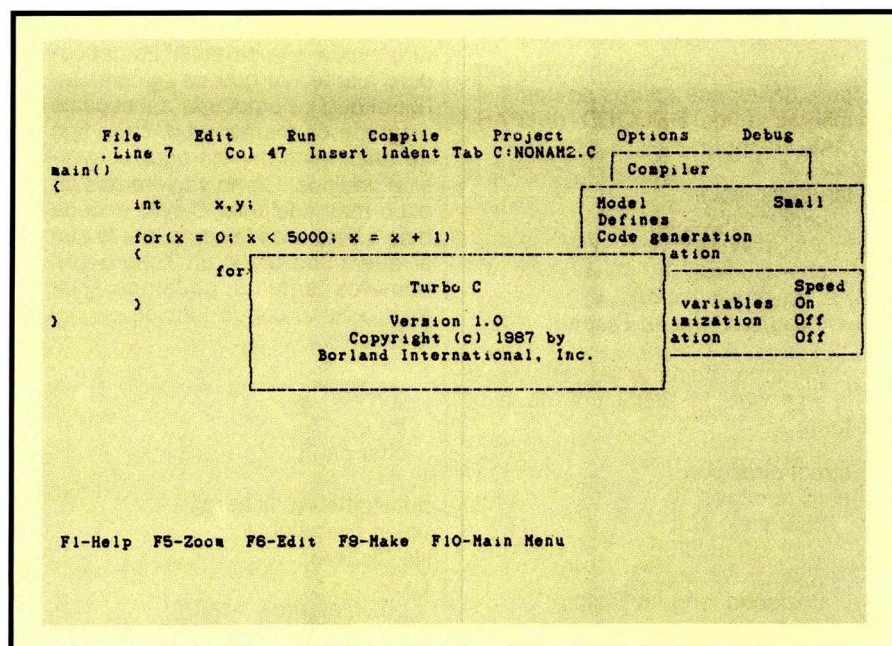 File Edit Run Compile Project Options Debug
.Line 7 Col 47 Insert Indent Tab C:NONAM2.C
Compiler
main()
{
int x,y;
Model Small
Defines
for(x = 0; x < 5000; x = x + 1)
Code generation
{
ation
for
Turbo C
Speed
}
variables On
}
Version 1.0
imization Off
Copyright (c) 1987 by
ation Off
Borland International, Inc.
F1-Help F5-Zoom F6-Edit F9-Make F10-Main Menu